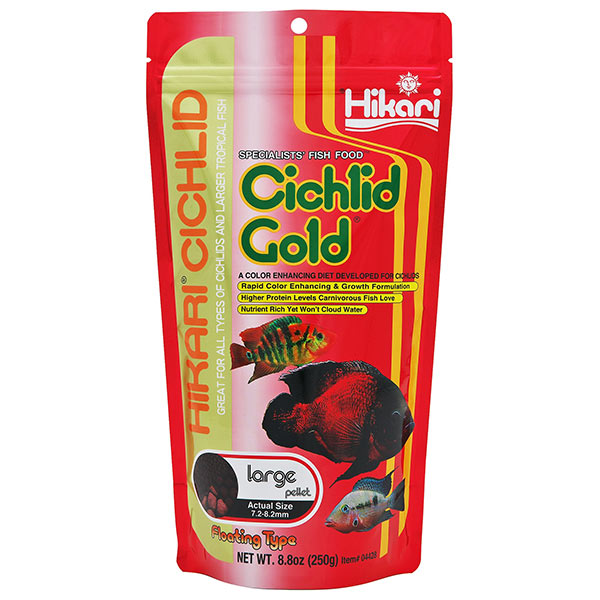 Hikari
HIKARI® CICHLID
GREAT FOR ALL TYPES OF CICHLIDS AND LARGER TROPICAL FISH
SPECIALISTS' FISH FOOD
Cichlid
Gold®
A COLOR ENHANCING DIET DEVELOPED FOR CICHLIDS
Rapid Color Enhancing & Growth Formulation
Higher Protein Levels Carnivorous Fish Love
Nutrient Rich Yet Won't Cloud Water
large
pellet
Actual Size
7.2-8.2mm
Floating Type
NET WT. 8.8oz (250g) Item# 04428